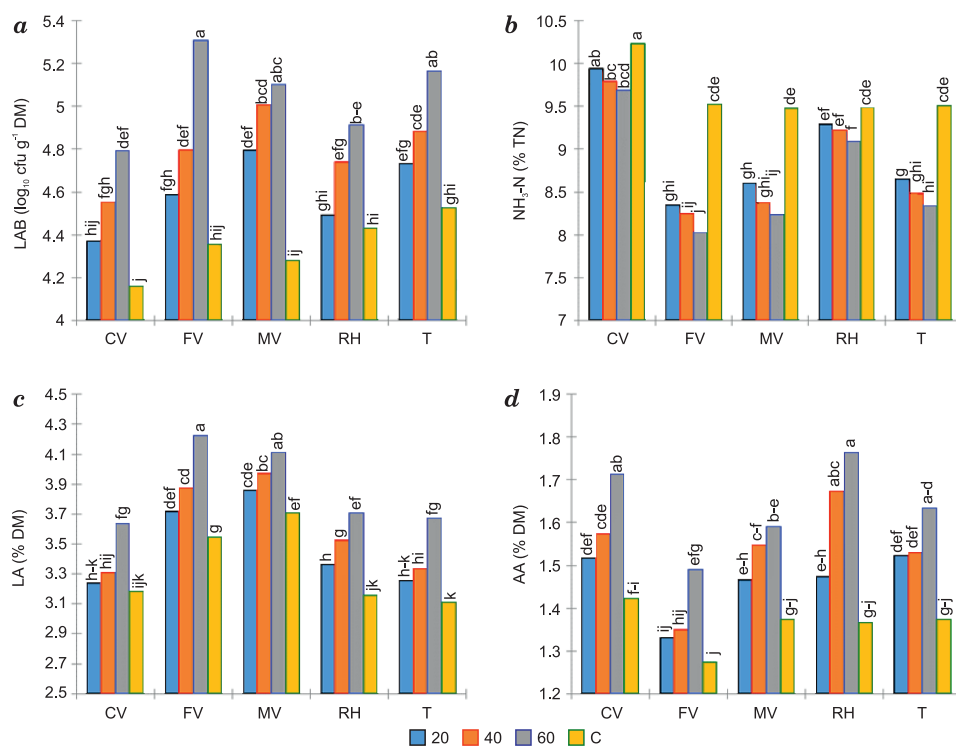 a
5.4
5.2
5
4.8
4.6
4.4
4.2
4
LAB (log₁₀ cfu g⁻¹ DM)
hij
fgh
def
j
fgh
def
a
hij
def
bcd
abc
ij
ghi
efg
b-e
hi
efg
cde
ab
ghi
CV
FV
MV
RH
T
b
10.5
10
9.5
9
8.5
8
7.5
7
NH₃-N (% TN)
ab
bc
bcd
a
ghi
ij
j
cde
gh
ghi
ij
de
ef
ef
f
cde
g
ghi
hi
cde
CV
FV
MV
RH
T
c
4.5
4.3
4.1
3.9
3.7
3.5
3.3
3.1
2.9
2.7
2.5
LA (% DM)
h-k
hij
fg
ijk
def
cd
a
g
cde
bc
ab
ef
h
g
ef
jk
h-k
hi
fg
k
CV
FV
MV
RH
T
d
1.9
1.8
1.7
1.6
1.5
1.4
1.3
1.2
AA (% DM)
def
cde
ab
f-i
ij
hij
efg
j
e-h
c-f
b-e
g-j
e-h
abc
a
g-j
def
def
a-d
g-j
CV
FV
MV
RH
T
20 40 60 C